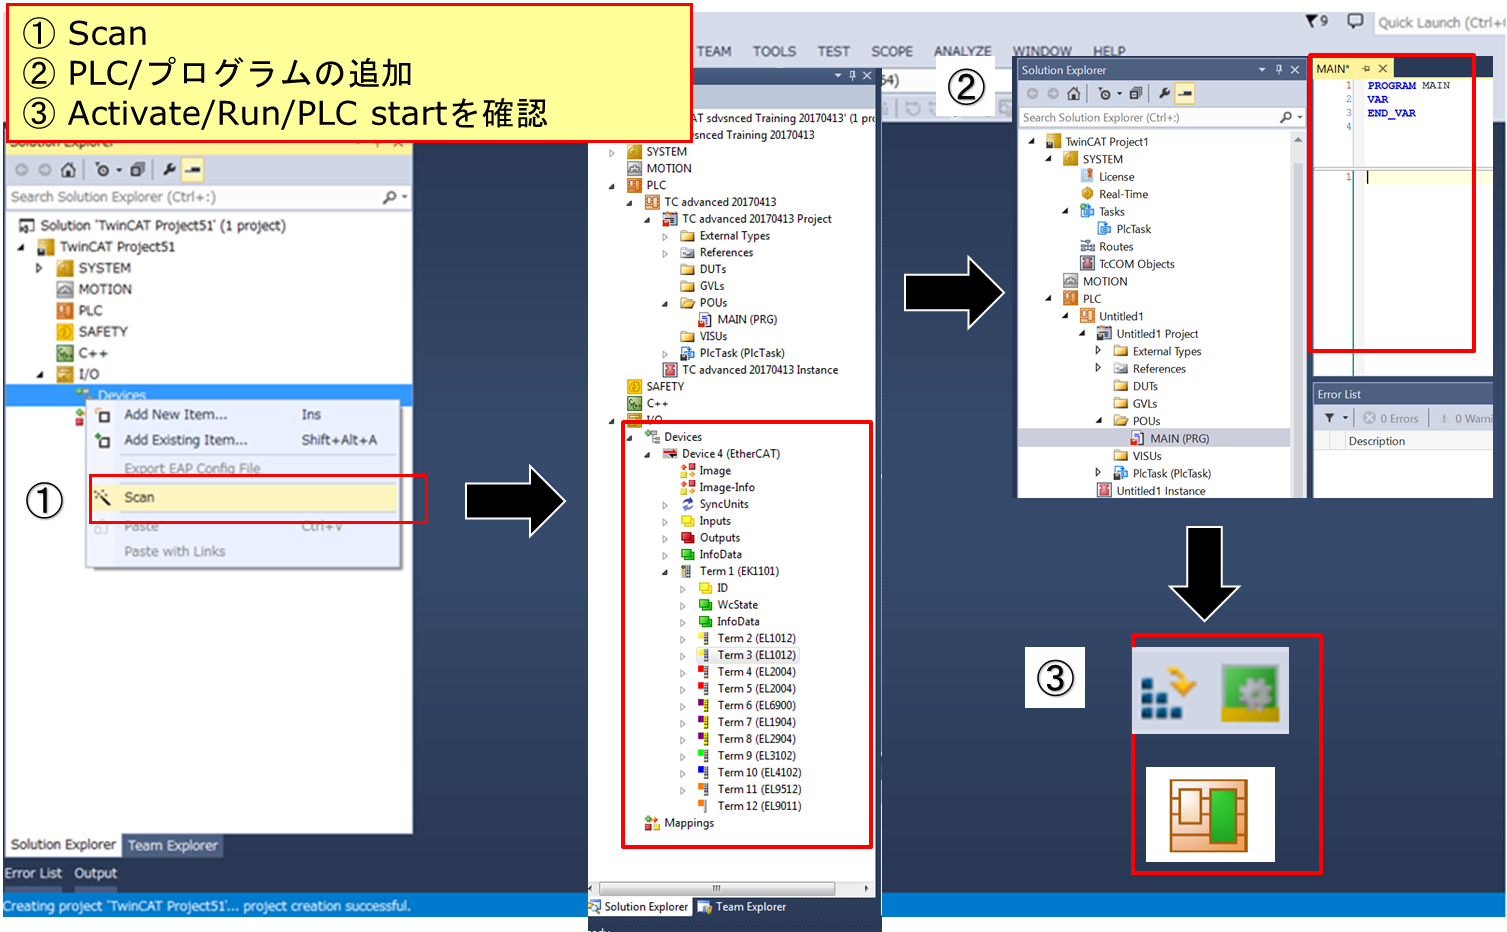 ① Scan
② PLC/プログラムの追加
③ Activate/Run/PLC startを確認
9
Quick Launch (Ctrl+
TEAM TOOLS TEST SCOPE ANALYZE WINDOW HELP
Solution Explorer
Search Solution Explorer (Ctrl+:)
Solution 'TwinCAT Project51' (1 project)
TwinCAT Project51
SYSTEM
MOTION
PLC
SAFETY
C++
I/O
Devices
Add New Item... Ins
Add Existing Item... Shift+Alt+A
Export EAP Config File
①
Scan
Paste Ctrl+V
Paste with Links
Solution Explorer Team Explorer
Error List Output
Creating project 'TwinCAT Project51'... project creation successful.
64)
AT sdvsnced Training 20170413' (1 pro
vsnced Training 20170413
SYSTEM
MOTION
PLC
TC advanced 20170413
TC advanced 20170413 Project
External Types
References
DUTs
GVLs
POUs
MAIN (PRG)
VISUs
PlcTask (PlcTask)
TC advanced 20170413 Instance
SAFETY
C++
I/O
Devices
Device 4 (EtherCAT)
Image
Image-Info
SyncUnits
Inputs
Outputs
InfoData
Term 1 (EK1101)
ID
WcState
InfoData
Term 2 (EL1012)
Term 3 (EL1012)
Term 4 (EL2004)
Term 5 (EL2004)
Term 6 (EL6900)
Term 7 (EL1904)
Term 8 (EL2904)
Term 9 (EL3102)
Term 10 (EL4102)
Term 11 (EL9512)
Term 12 (EL9011)
Mappings
Solution Explorer Team Explorer
②
Solution Explorer
Search Solution Explorer (Ctrl+:)
TwinCAT Project1
SYSTEM
License
Real-Time
Tasks
PlcTask
Routes
TcCOM Objects
MOTION
PLC
Untitled1
Untitled1 Project
External Types
References
DUTs
GVLs
POUs
MAIN (PRG)
VISUs
PlcTask (PlcTask)
Untitled1 Instance
MAIN*
1 PROGRAM MAIN
2 VAR
3 END_VAR
4
1
Error List
0 Errors 0 Warni
Description
③